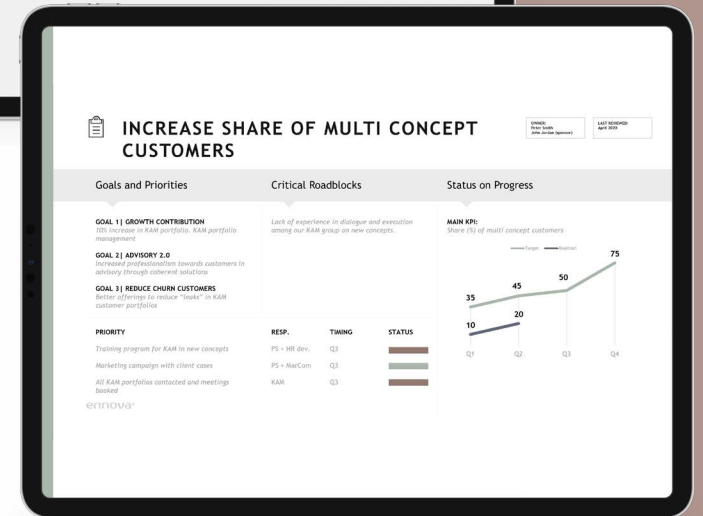 INCREASE SHARE OF MULTI CONCEPT
CUSTOMERS
OWNER:
Peter Smith
John Jordan (sponsor)
LAST REVIEWED:
April 2023
Goals and Priorities
Critical Roadblocks
Status on Progress
GOAL 1| GROWTH CONTRIBUTION
10% increase in KAM portfolio. KAM portfolio
management
GOAL 2| ADVISORY 2.0
Increased professionalism towards customers in
advisory through coherent solutions
GOAL 3| REDUCE CHURN CUSTOMERS
Better offerings to reduce "leaks" in KAM
customer portfolios
Lack of experience in dialogue and execution
among our KAM group on new concepts.
MAIN KPI:
Share (%) of multi concept customers
Target
75
50
45
35
20
10
Q1 Q2 Q3 Q4
PRIORITY RESP. TIMING STATUS
Training program for KAM in new concepts PS + HR dev. Q3
Marketing campaign with client cases PS + MarCom Q3
All KAM portfolios contacted and meetings KAM Q3
booked
ennova